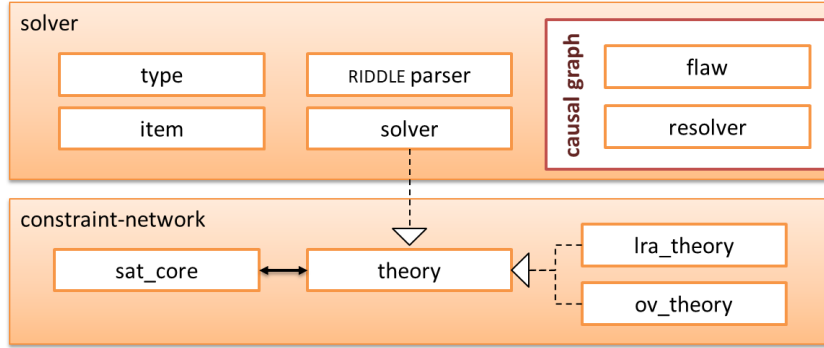 solver
type
RIDDLE parser
item
solver
causal graph
flaw
resolver
constraint-network
sat_core
theory
lra_theory
ov_theory